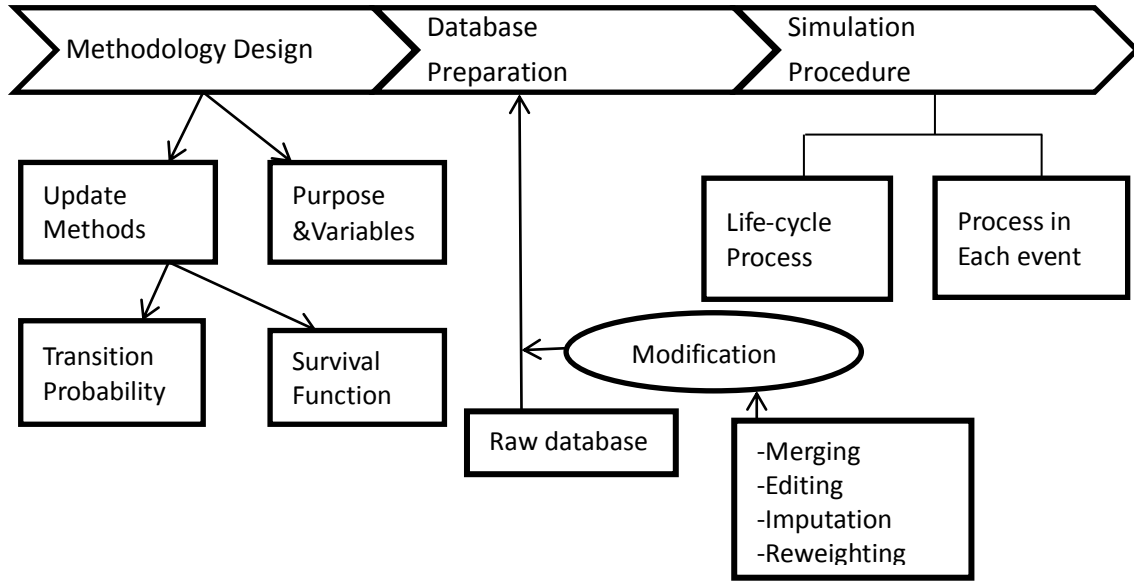 Methodology Design
Database
Preparation
Simulation
Procedure
Update
Methods
Purpose
&Variables
Life-cycle
Process
Process in
Each event
Transition
Probability
Survival
Function
Modification
Raw database
-Merging
-Editing
-Imputation
-Reweighting